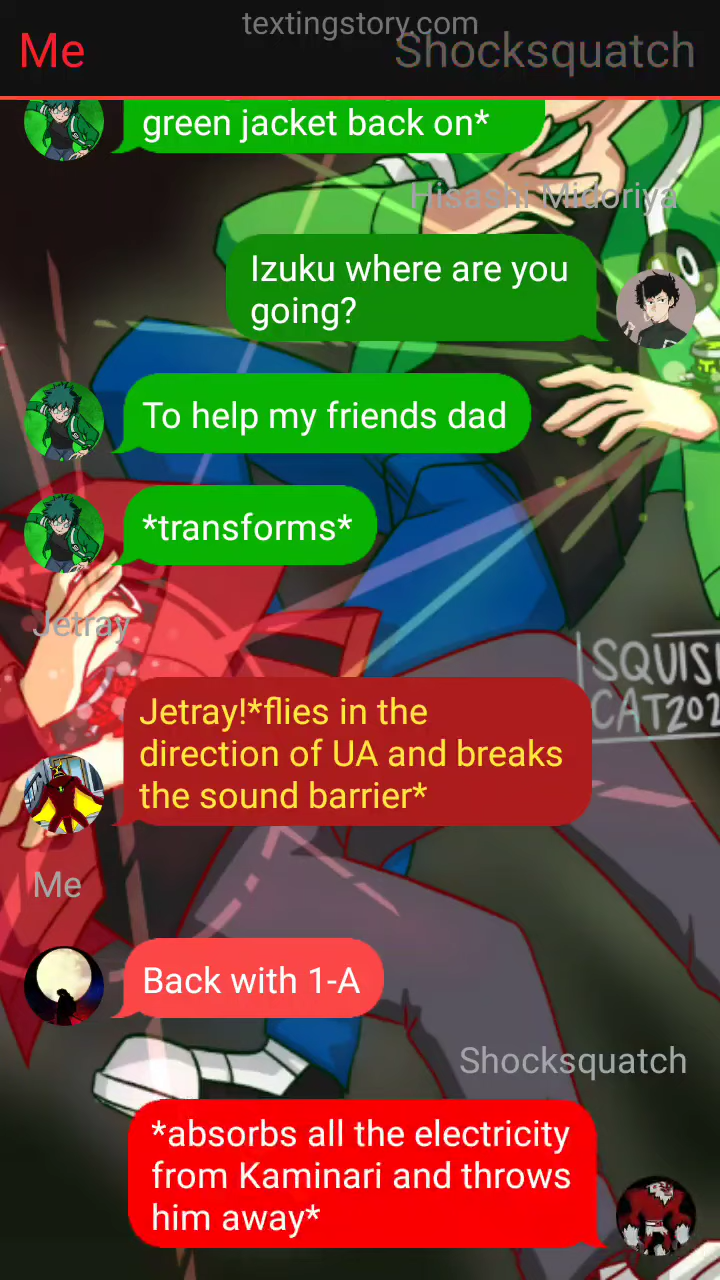 textingstory.com
Me
Shocksquatch
green jacket back on*
Hisashi Midoriya
Izuku where are you
going?
To help my friends dad
*transforms*
Jetray
Jetray!*flies in the
direction of UA and breaks
the sound barrier*
SQUIS
CAT202
Me
Back with 1-A
Shocksquatch
*absorbs all the electricity
from Kaminari and throws
him away*